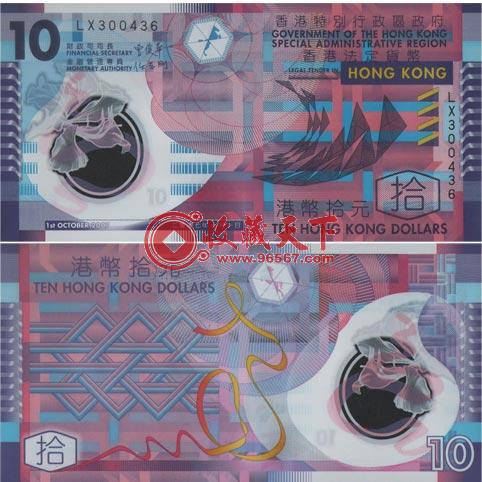 10
LX300436
香港特別行政區政府
GOVERNMENT OF THE HONG KONG
SPECIAL ADMINISTRATIVE REGION
財政司司長
FINANCIAL SECRETARY
金融管理專員
MONETARY AUTHORITY
香港法定貨幣
LEGAL TENDER IN HONG KONG
LX300436
10
拾
1ST OCTOBER
港幣拾元
TEN HONG KONG DOLLARS
收藏天下
www.96567.com
港幣拾元
TEN HONG KONG DOLLARS
拾
10
10